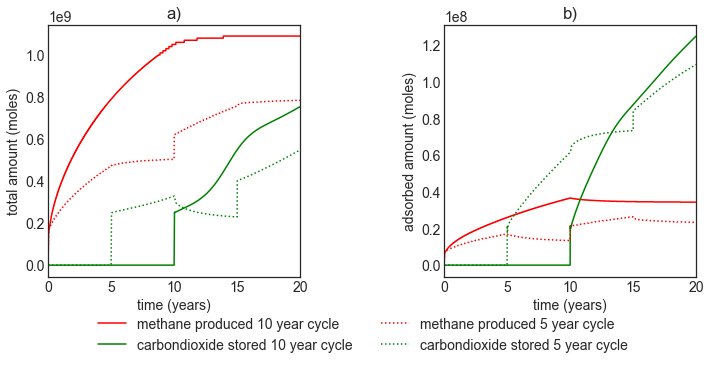 a)
1e9
1.0
0.8
0.6
0.4
0.2
0.0
total amount (moles)
0 5 10 15 20
time (years)
b)
1e8
1.2
1.0
0.8
0.6
0.4
0.2
0.0
adsorbed amount (moles)
0 5 10 15 20
time (years)
methane produced 10 year cycle
carbondioxide stored 10 year cycle
methane produced 5 year cycle
carbondioxide stored 5 year cycle